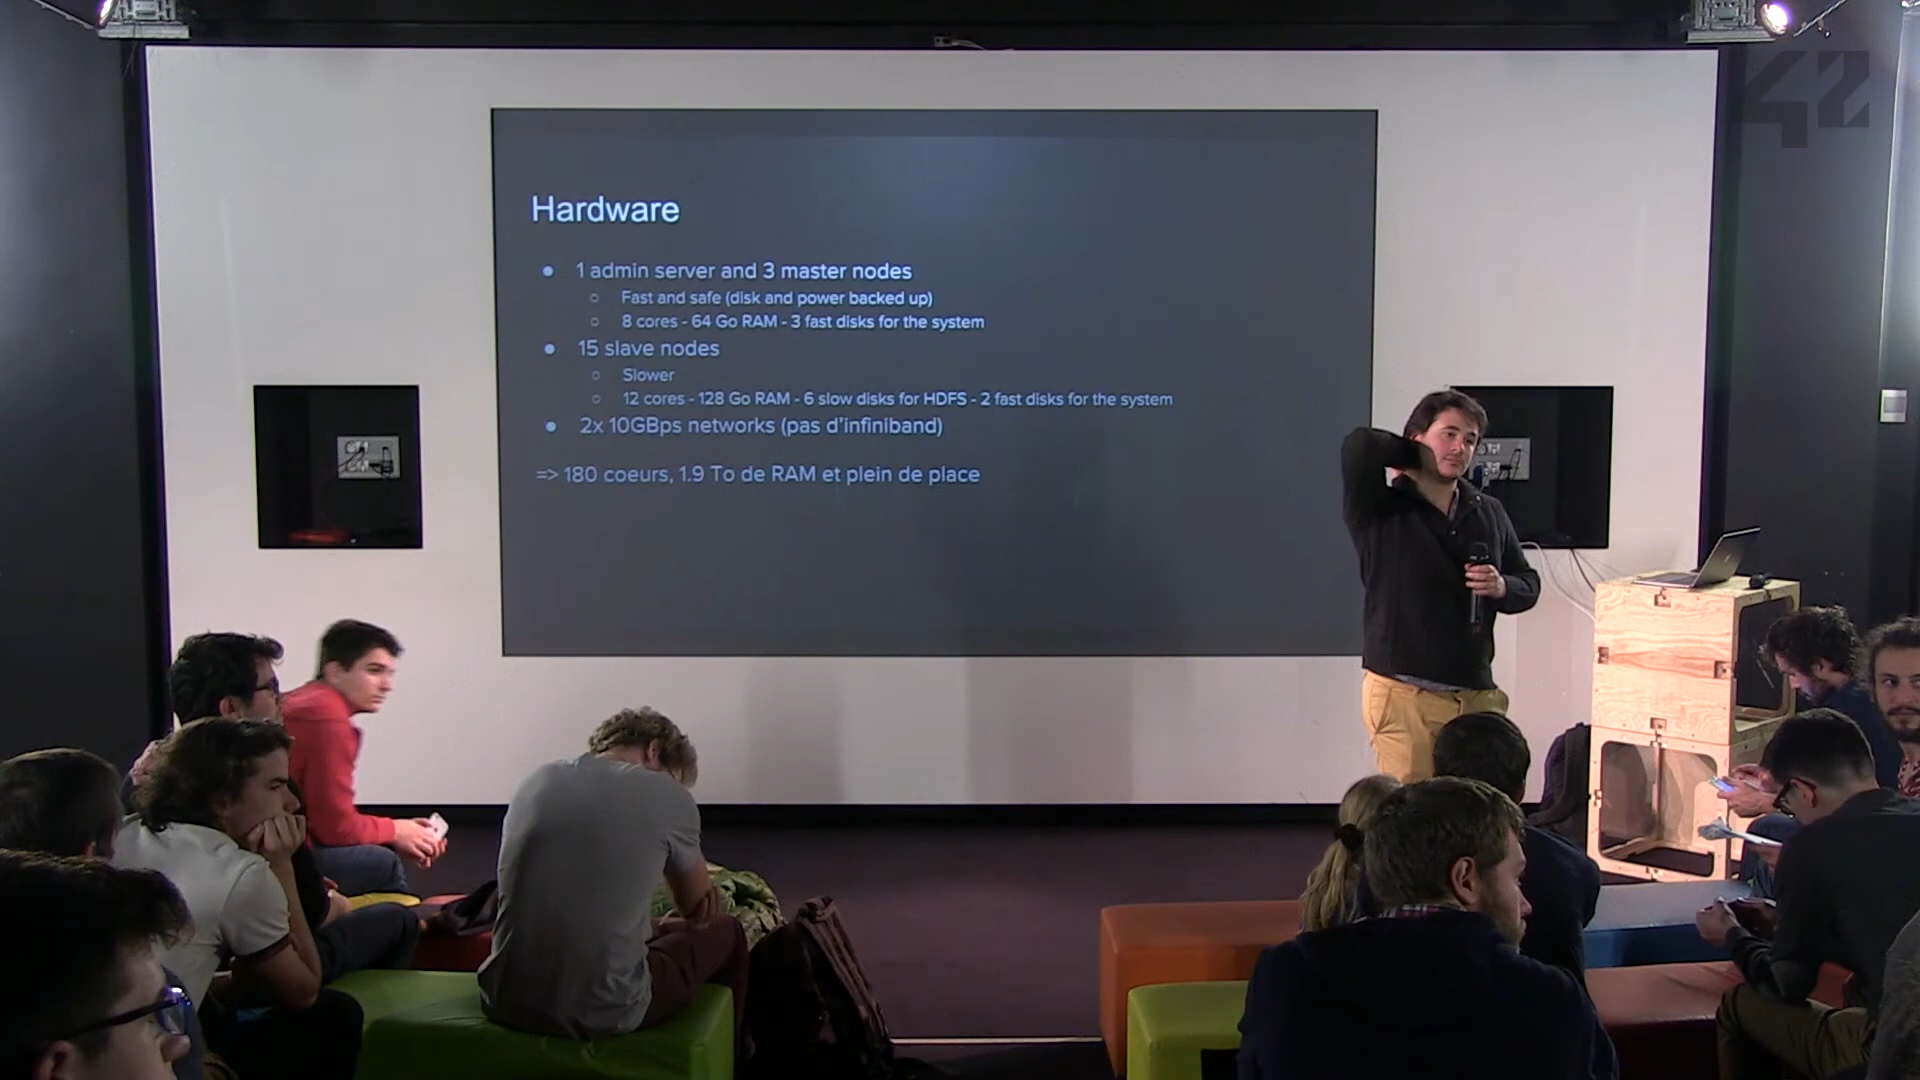 42
Hardware
● 1 admin server and 3 master nodes
○ Fast and safe (disk and power backed up)
○ 8 cores - 64 Go RAM - 3 fast disks for the system
● 15 slave nodes
○ Slower
○ 12 cores - 128 Go RAM - 6 slow disks for HDFS - 2 fast disks for the system
● 2x 10GBps networks (pas d'infiniband)
=> 180 coeurs, 1.9 To de RAM et plein de place